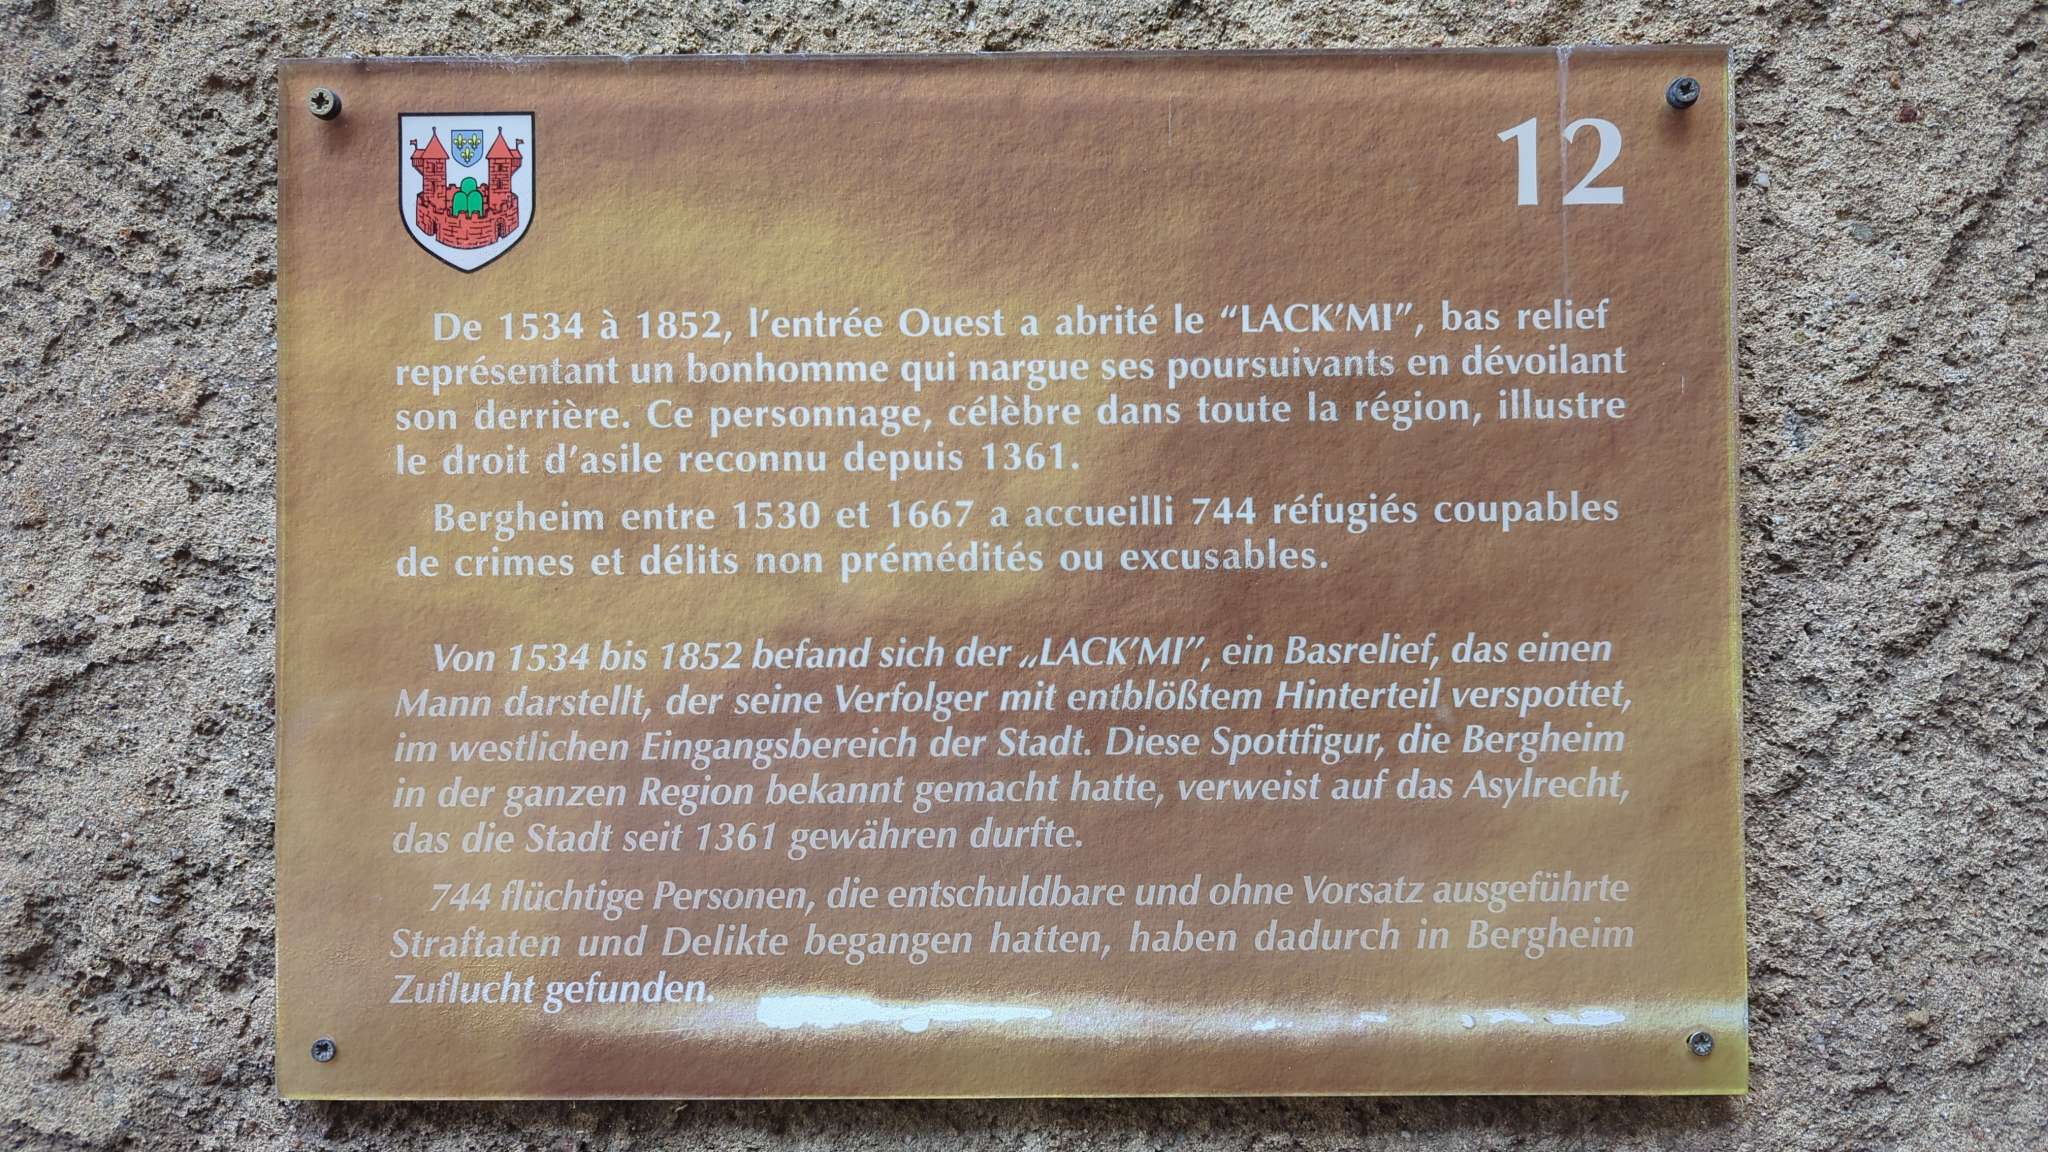 12
De 1534 à 1852, l'entrée Ouest a abrité le “LACK'MI”, bas relief
représentant un bonhomme qui nargue ses poursuivants en dévoilant
son derrière. Ce personnage, célèbre dans toute la région, illustre
le droit d'asile reconnu depuis 1361.
Bergheim entre 1530 et 1667 a accueilli 744 réfugiés coupables
de crimes et délits non prémédités ou excusables.
Von 1534 bis 1852 befand sich der „LACK'MI”, ein Basrelief, das einen
Mann darstellt, der seine Verfolger mit entblößtem Hinterteil verspottet,
im westlichen Eingangsbereich der Stadt. Diese Spottfigur, die Bergheim
in der ganzen Region bekannt gemacht hatte, verweist auf das Asylrecht,
das die Stadt seit 1361 gewähren durfte.
744 flüchtige Personen, die entschuldbare und ohne Vorsatz ausgeführte
Straftaten und Delikte begangen hatten, haben dadurch in Bergheim
Zuflucht gefunden.